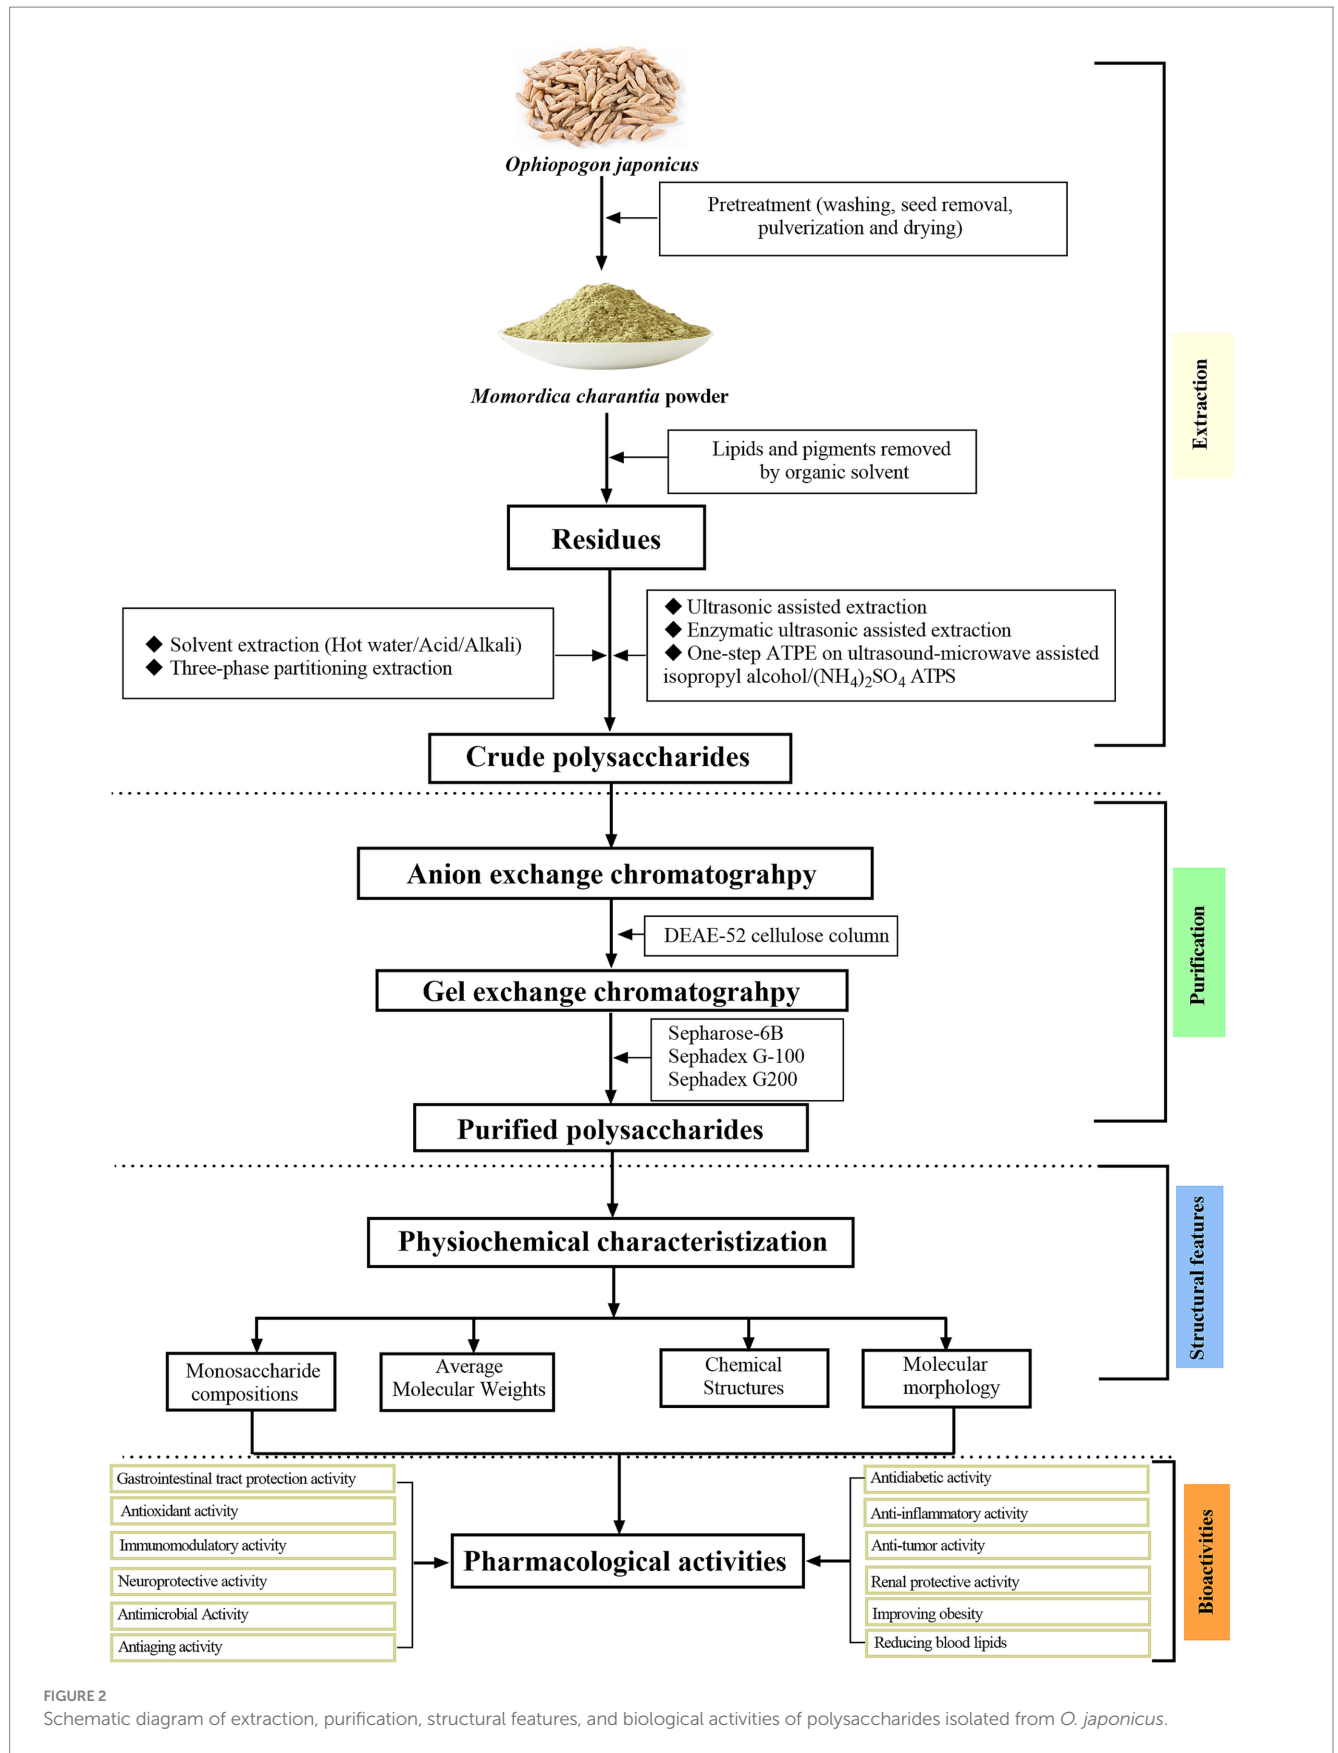 Ophiopogon japonicus
Pretreatment (washing, seed removal,
pulverization and drying)
Momordica charantia powder
Lipids and pigments removed
by organic solvent
Residues
◆ Solvent extraction (Hot water/Acid/Alkali)
◆ Three-phase partitioning extraction
◆ Ultrasonic assisted extraction
◆ Enzymatic ultrasonic assisted extraction
◆ One-step ATPE on ultrasound-microwave assisted
isopropyl alcohol/(NH4)2SO4 ATPS
Crude polysaccharides
Extraction
Anion exchange chromatograhpy
DEAE-52 cellulose column
Gel exchange chromatograhpy
Sepharose-6B
Sephadex G-100
Sephadex G200
Purified polysaccharides
Purification
Physiochemical characteristization
Monosaccharide
compositions
Average
Molecular Weights
Chemical
Structures
Molecular
morphology
Structural features
Gastrointestinal tract protection activity
Antioxidant activity
Immunomodulatory activity
Neuroprotective activity
Antimicrobial Activity
Antiaging activity
Pharmacological activities
Antidiabetic activity
Anti-inflammatory activity
Anti-tumor activity
Renal protective activity
Improving obesity
Reducing blood lipids
Bioactivities
FIGURE 2
Schematic diagram of extraction, purification, structural features, and biological activities of polysaccharides isolated from O. japonicus.